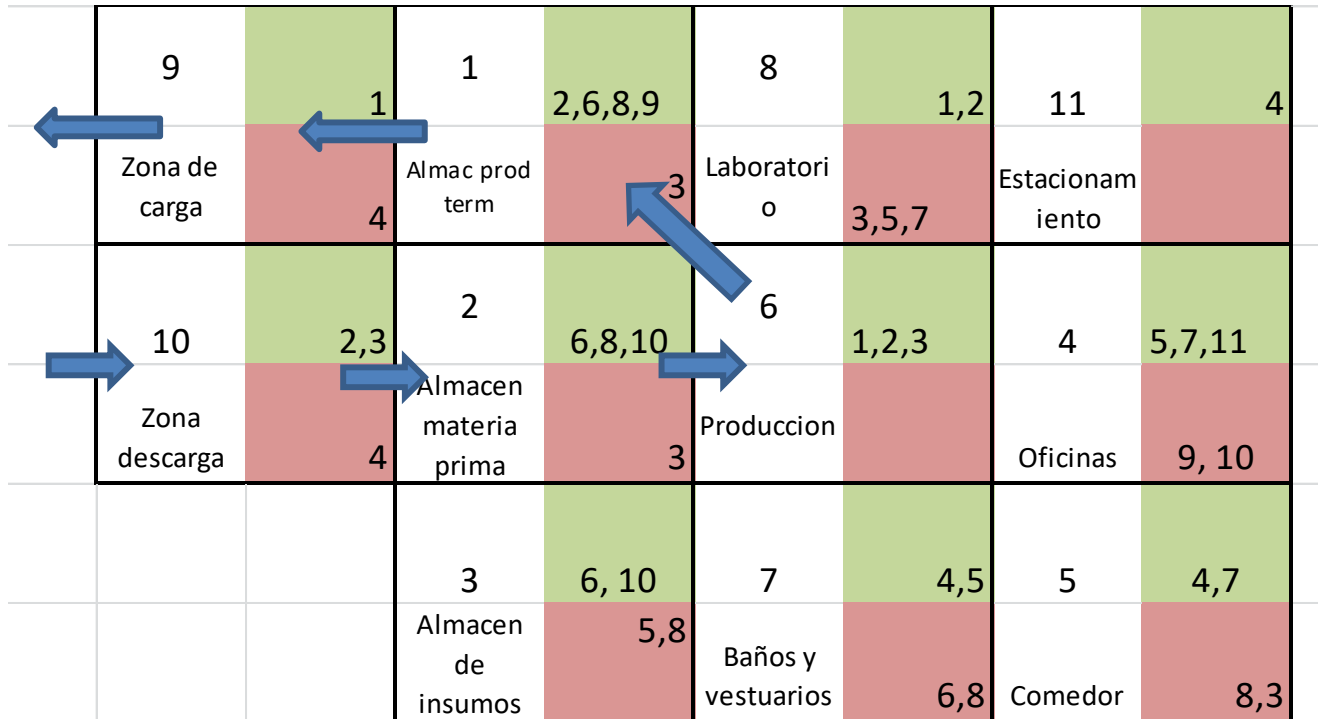 9 1 8
1 2,6,8,9 1,2 11 4
Zona de Almac prod 3 Laboratori Estacionam
carga term o iento
4 3,5,7
2 6
10 2,3 6,8,10 1,2,3 4 5,7,11
Almacen
Zona materia Produccion
descarga 4 prima 3 Oficinas 9, 10
3 6, 10 7 4,5 5 4,7
Almacen 5,8
de Baños y
insumos vestuarios 6,8 Comedor 8,3